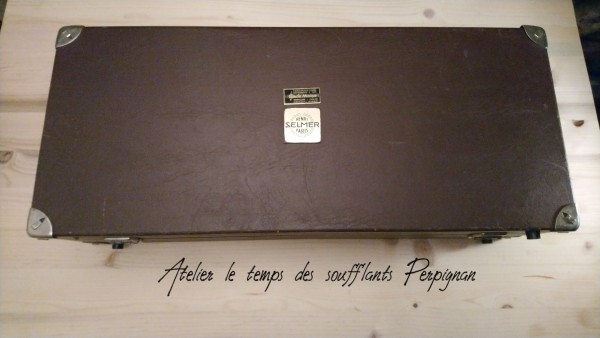 HENRI
SELMER
PARIS
Atelier le temps des soufflants Perpignan